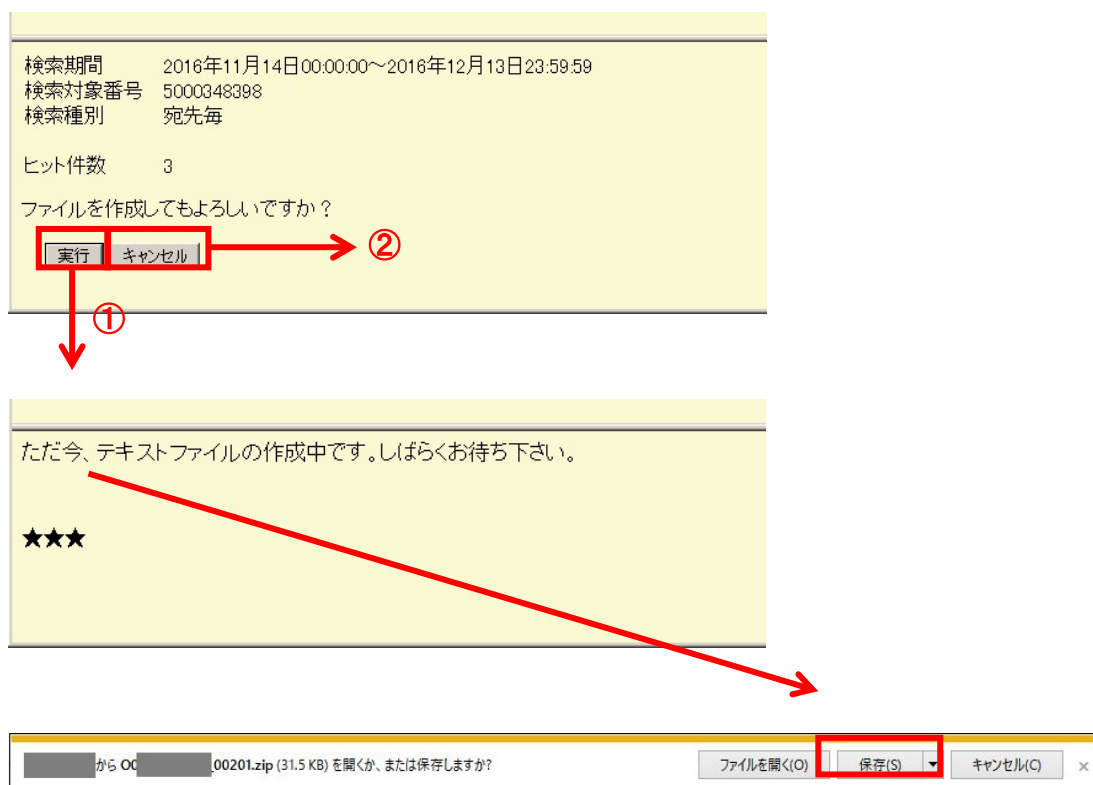 検索期間 2016年11月14日00:00:00～2016年12月13日23:59:59
検索対象番号 5000348398
検索種別 宛先毎
ヒット件数 3
ファイルを作成してもよろしいですか？
実行 キャンセル ②
①
ただ今、テキストファイルの作成中です。しばらくお待ち下さい。
★★★
から OC _00201.zip (31.5 KB) を開くか、または保存しますか? ファイルを開く(O) 保存(S) ▼ キャンセル(C) ×